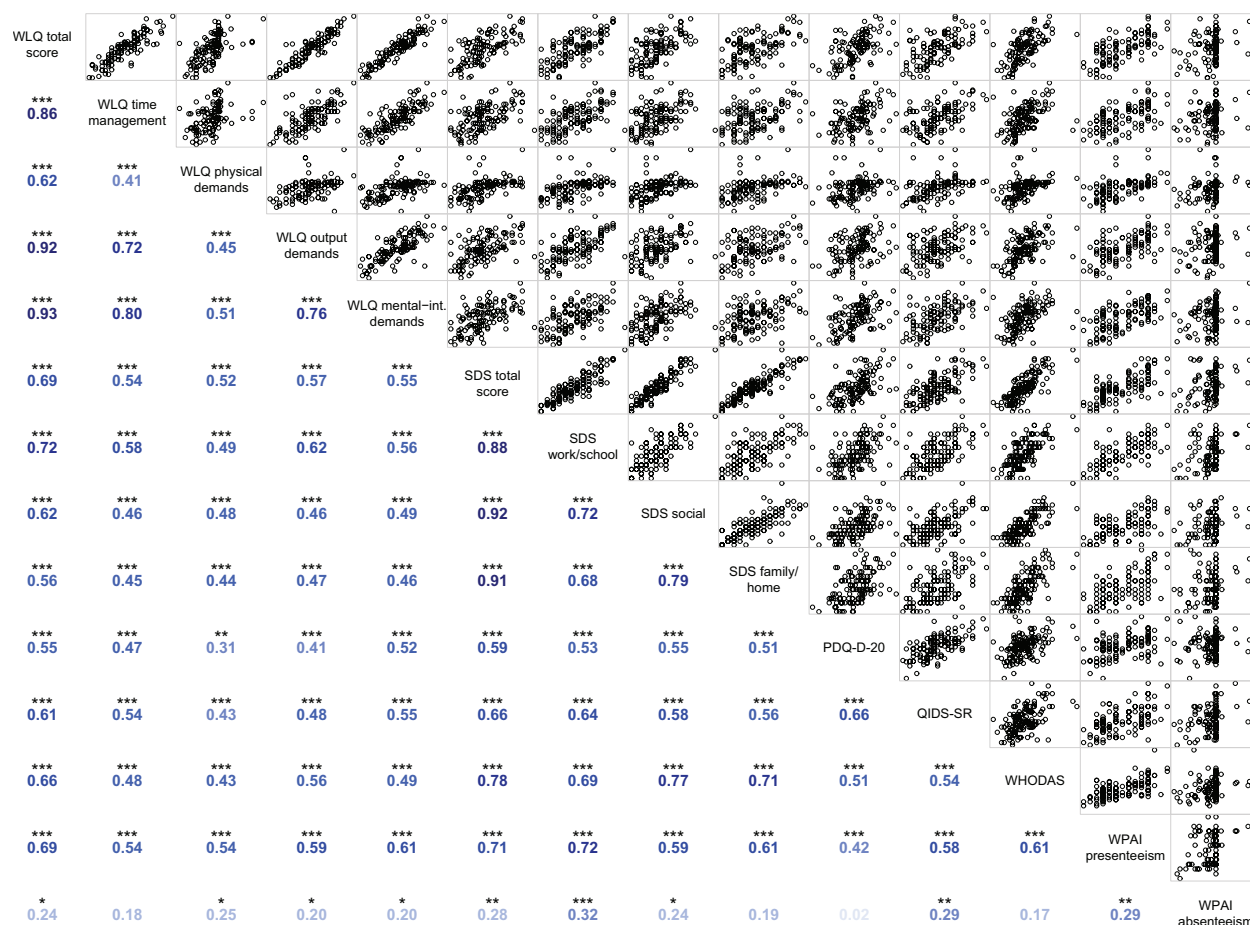 WLQ total
score
*** WLQ time
0.86 management
*** *** WLQ physical
0.62 0.41 demands
*** *** *** WLQ output
0.92 0.72 0.45 demands
*** *** *** *** WLQ mental−int.
0.93 0.80 0.51 0.76 demands
*** *** *** *** *** SDS total
0.69 0.54 0.52 0.57 0.55 score
*** *** *** *** *** *** SDS
0.72 0.58 0.49 0.62 0.56 0.88 work/school
*** *** *** *** *** *** ***
0.62 0.46 0.48 0.46 0.49 0.92 0.72 SDS social
*** *** *** *** *** *** *** *** SDS family/
0.56 0.45 0.44 0.47 0.46 0.91 0.68 0.79 home
*** *** ** *** *** *** *** *** ***
0.55 0.47 0.31 0.41 0.52 0.59 0.53 0.55 0.51 PDQ-D-20
*** *** *** *** *** *** *** *** *** ***
0.61 0.54 0.43 0.48 0.55 0.66 0.64 0.58 0.56 0.66 QIDS-SR
*** *** *** *** *** *** *** *** *** *** ***
0.66 0.48 0.43 0.56 0.49 0.78 0.69 0.77 0.71 0.51 0.54 WHODAS
*** *** *** *** *** *** *** *** *** *** *** *** WPAI
0.69 0.54 0.54 0.59 0.61 0.71 0.72 0.59 0.61 0.42 0.58 0.61 presenteeism
* * * * ** *** * ** ** WPAI
0.24 0.18 0.25 0.20 0.20 0.28 0.32 0.24 0.19 0.02 0.29 0.17 0.29 absenteeism